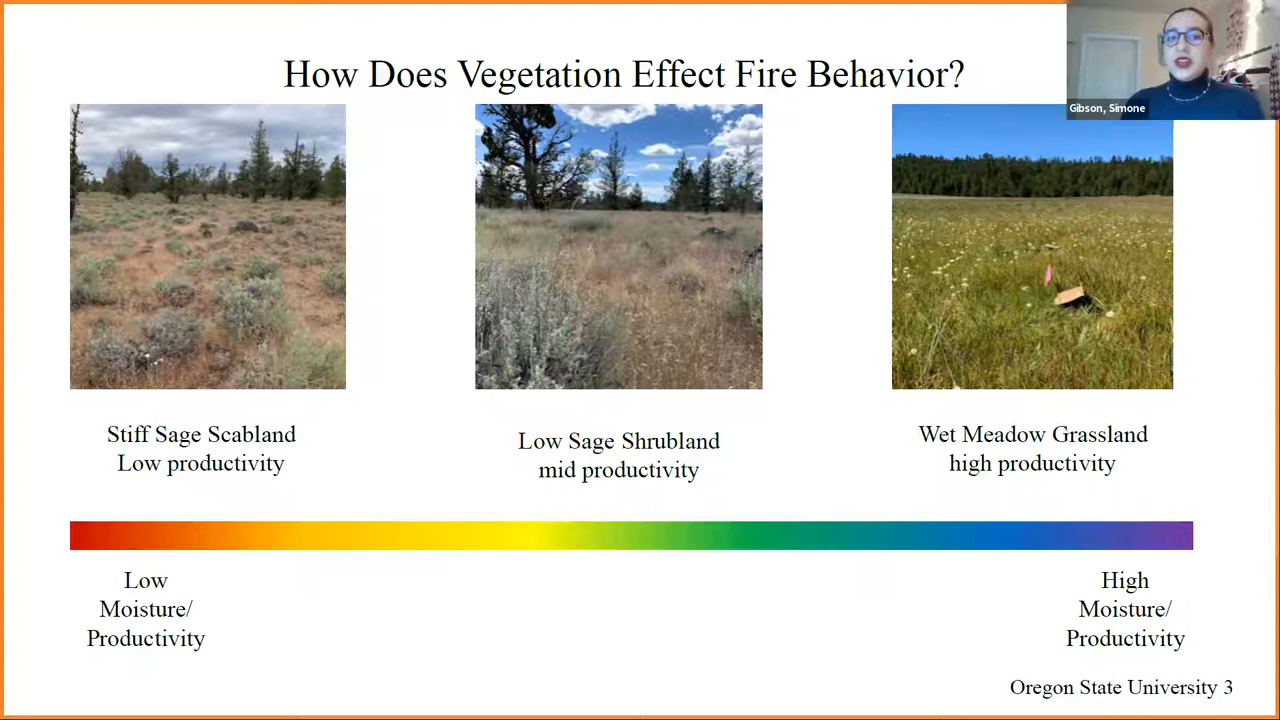 How Does Vegetation Effect Fire Behavior?
Gibson, Simone
Stiff Sage Scabland
Low productivity
Low Sage Shrubland
mid productivity
Wet Meadow Grassland
high productivity
Low
Moisture/
Productivity
High
Moisture/
Productivity
Oregon State University 3